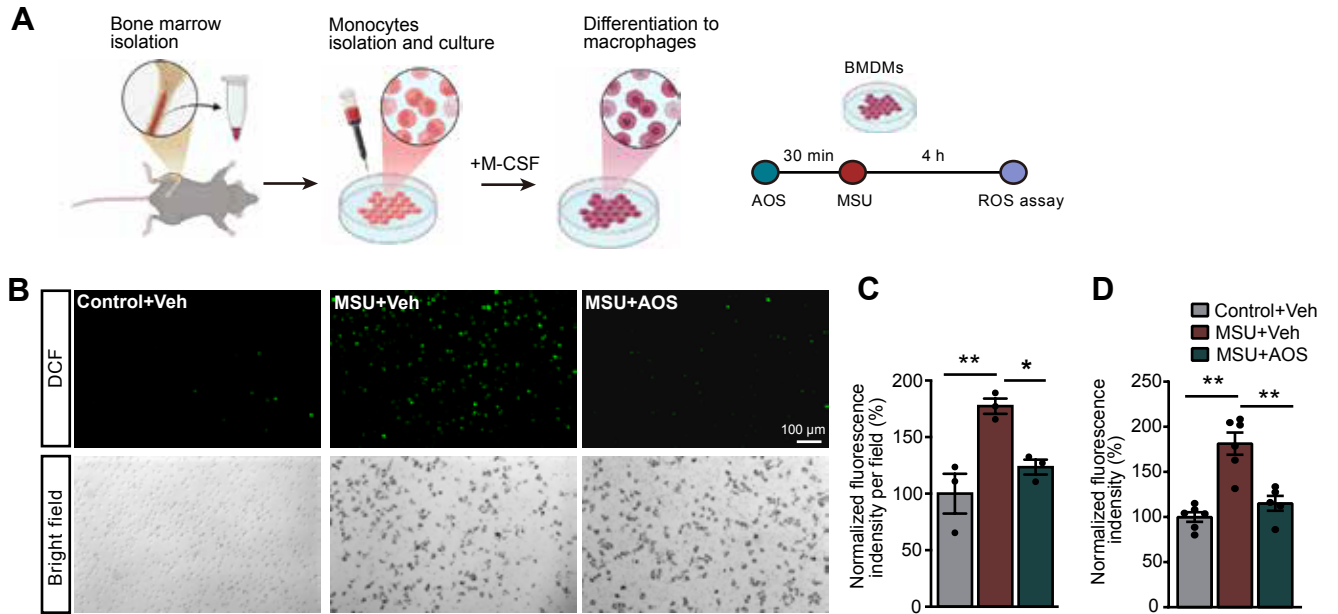 A
Bone marrow
isolation
Monocytes
isolation and culture
Differentiation to
macrophages
+M-CSF
BMDMs
30 min
4 h
AOS
MSU
ROS assay
B
DCF
Control+Veh
MSU+Veh
MSU+AOS
100 µm
Bright field
C
Normalized fluorescence
indensity per field (%)
200
150
100
50
0
**
*
D
Control+Veh
MSU+Veh
MSU+AOS
Normalized fluorescence
indensity (%)
250
200
150
100
50
0
**
**